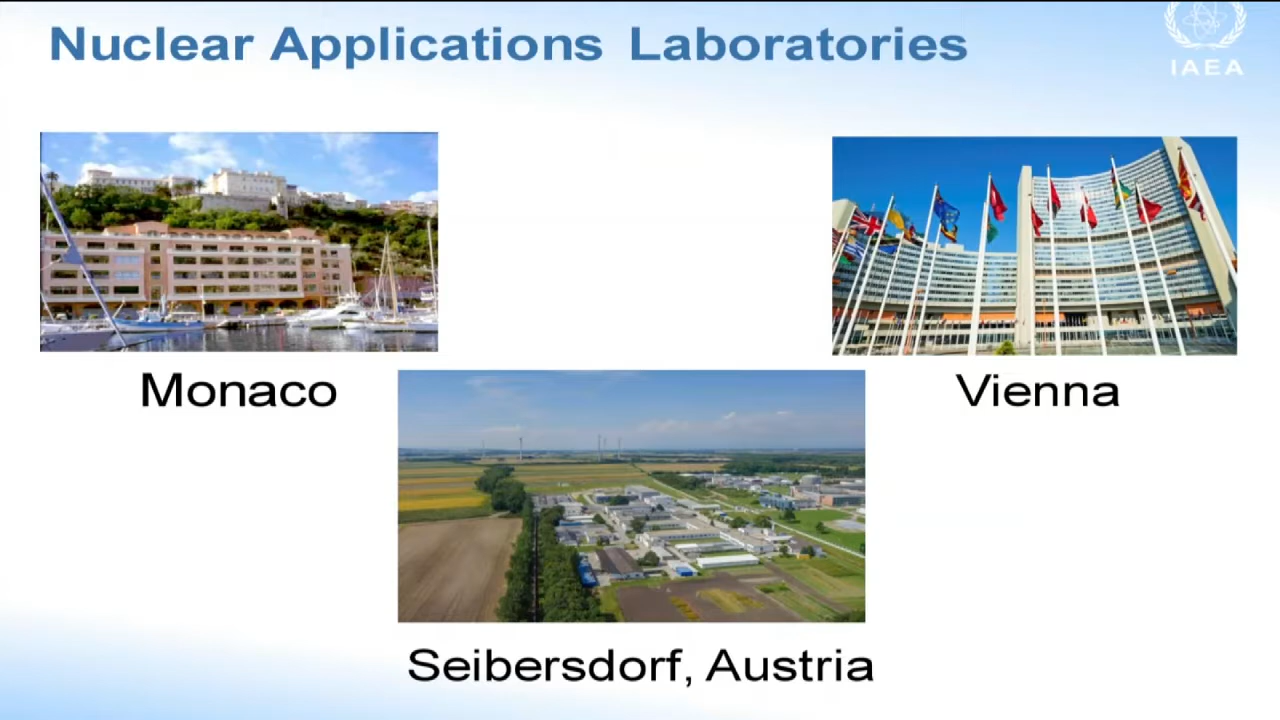 Nuclear Applications Laboratories
IAEA
Monaco
Vienna
Seibersdorf, Austria